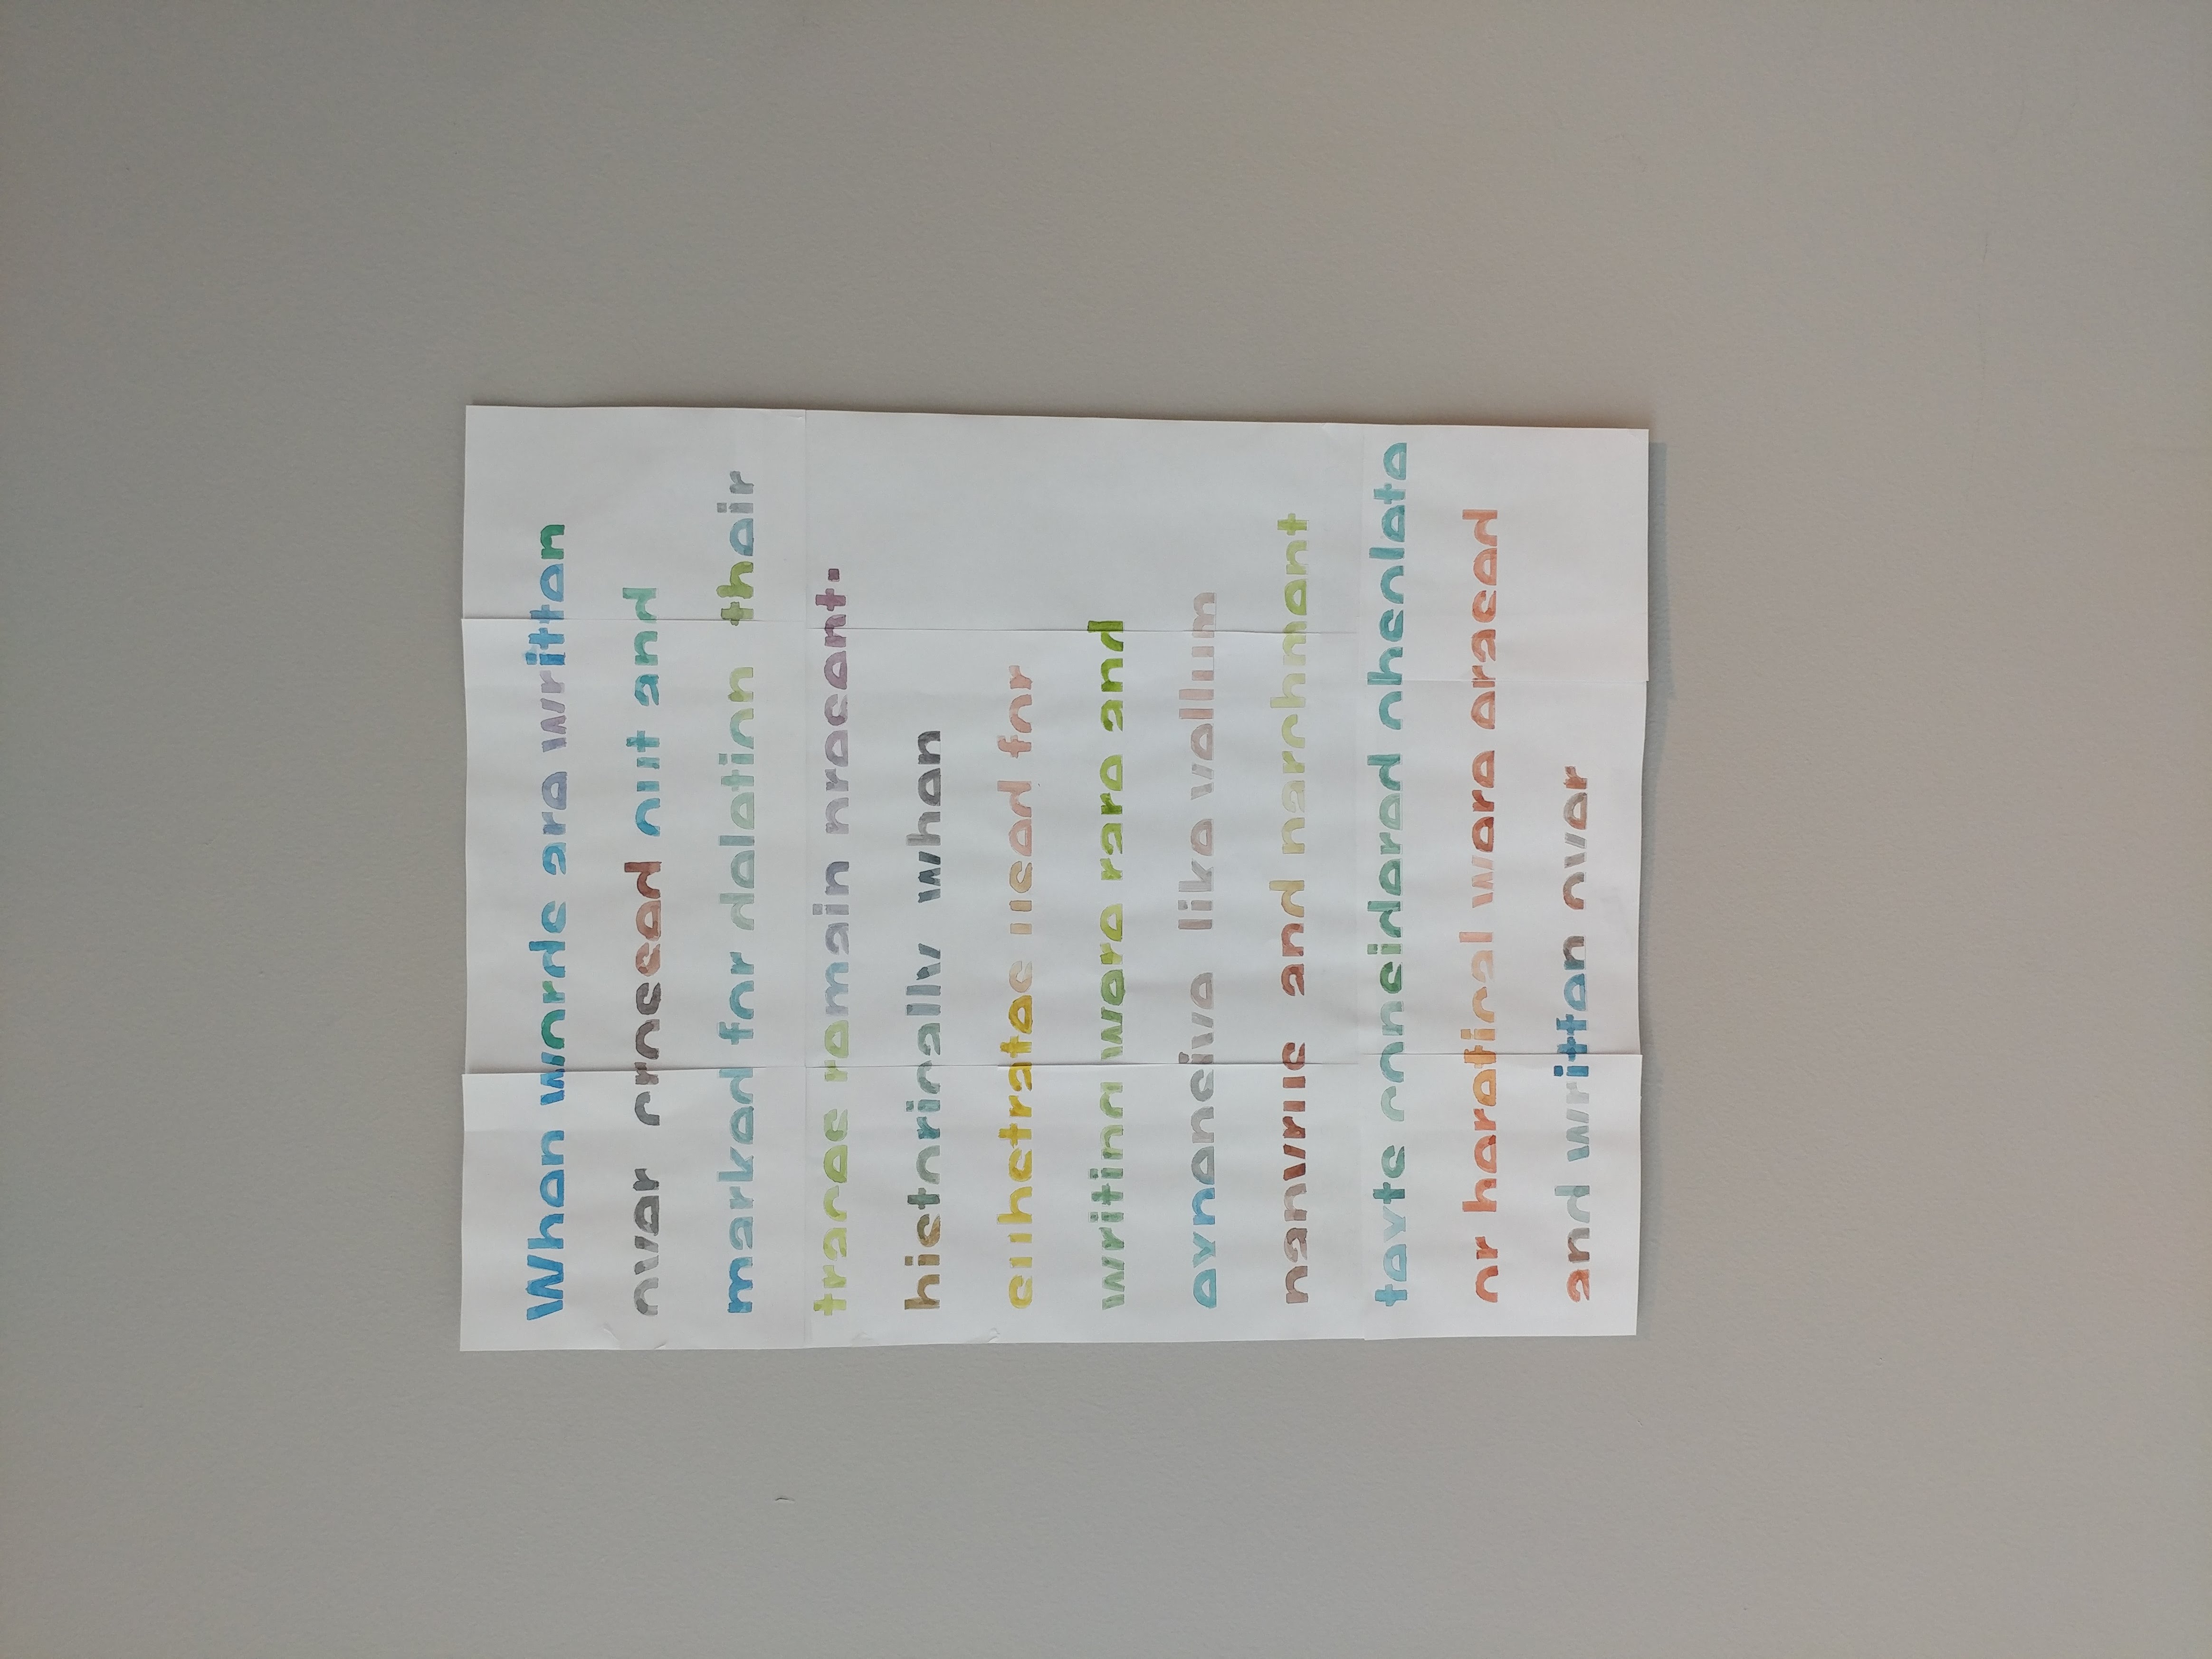 When words are written
over crossed out and
marked for deletion their
traces remain present.
historically when
substrates used for
writing were rare and
expensive like vellum
papyrus and parchment
texts considered obsolete
or heretical were erased
and written over